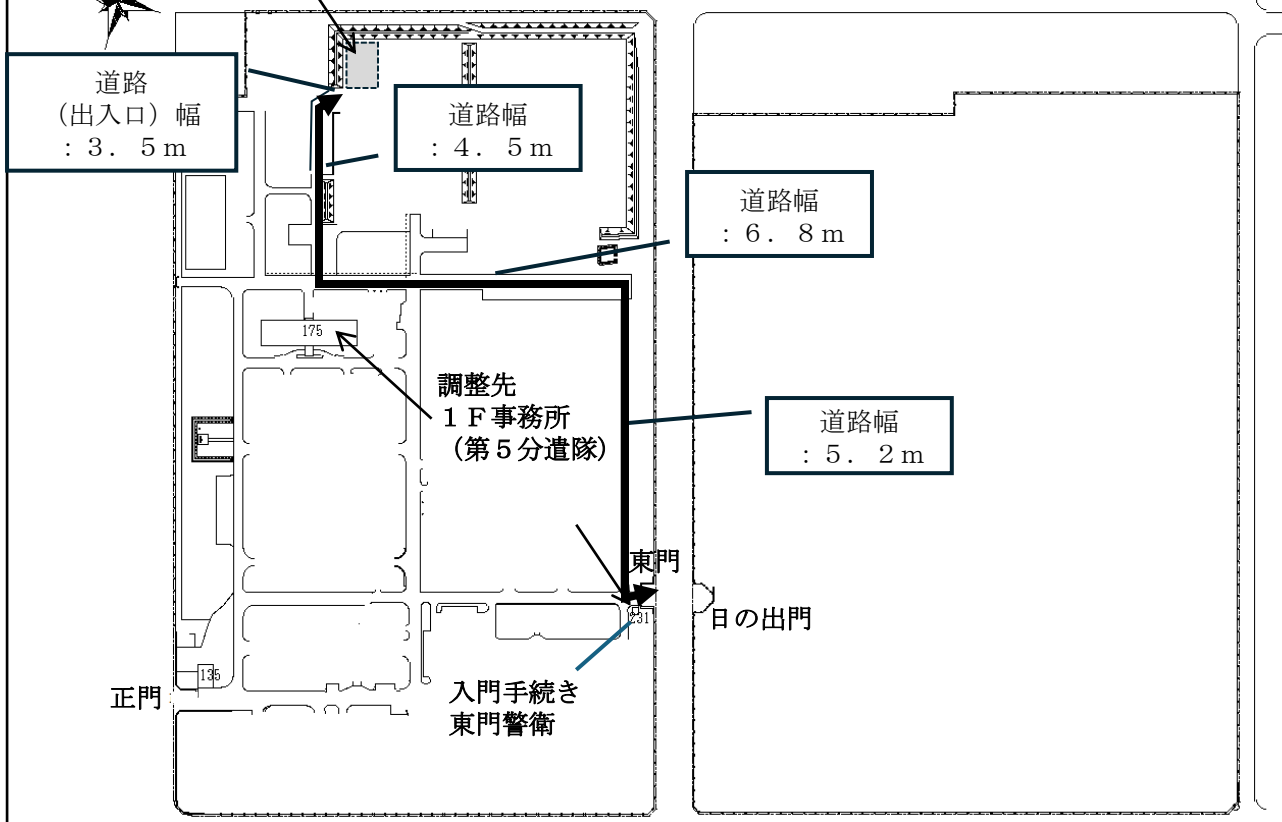 道路
(出入口)幅
:3.5m
道路幅
:4.5m
道路幅
:6.8m
175
調整先
1F事務所
(第5分遣隊)
道路幅
:5.2m
東門
231
日の出門
135
正門
入門手続き
東門警衛